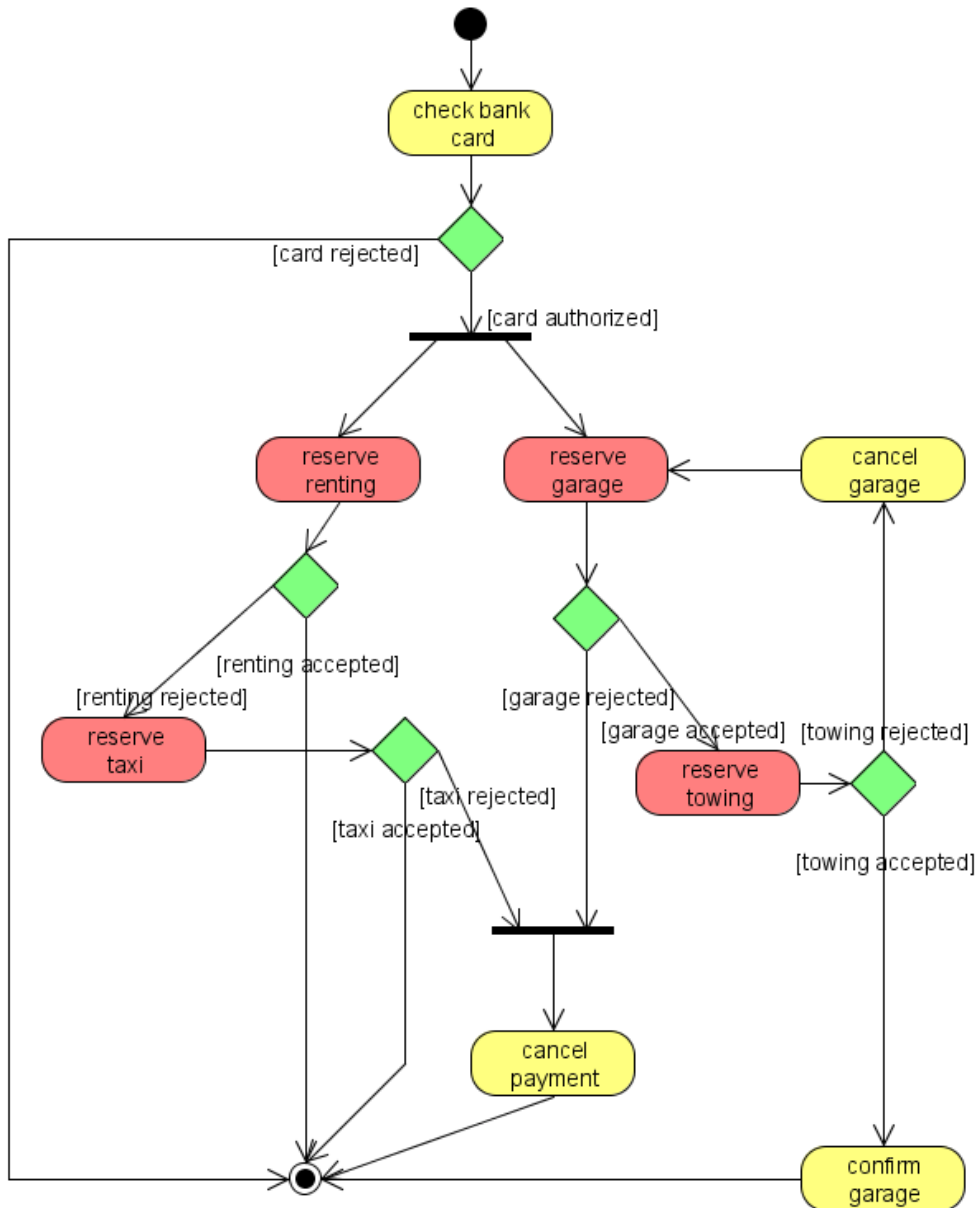 check bank
card
[card rejected]
[card authorized]
reserve
renting
reserve
garage
cancel
garage
[renting accepted]
[renting rejected]
[garage rejected]
[garage accepted]
[towing rejected]
reserve
taxi
reserve
towing
[taxi rejected]
[taxi accepted]
[towing accepted]
cancel
payment
confirm
garage